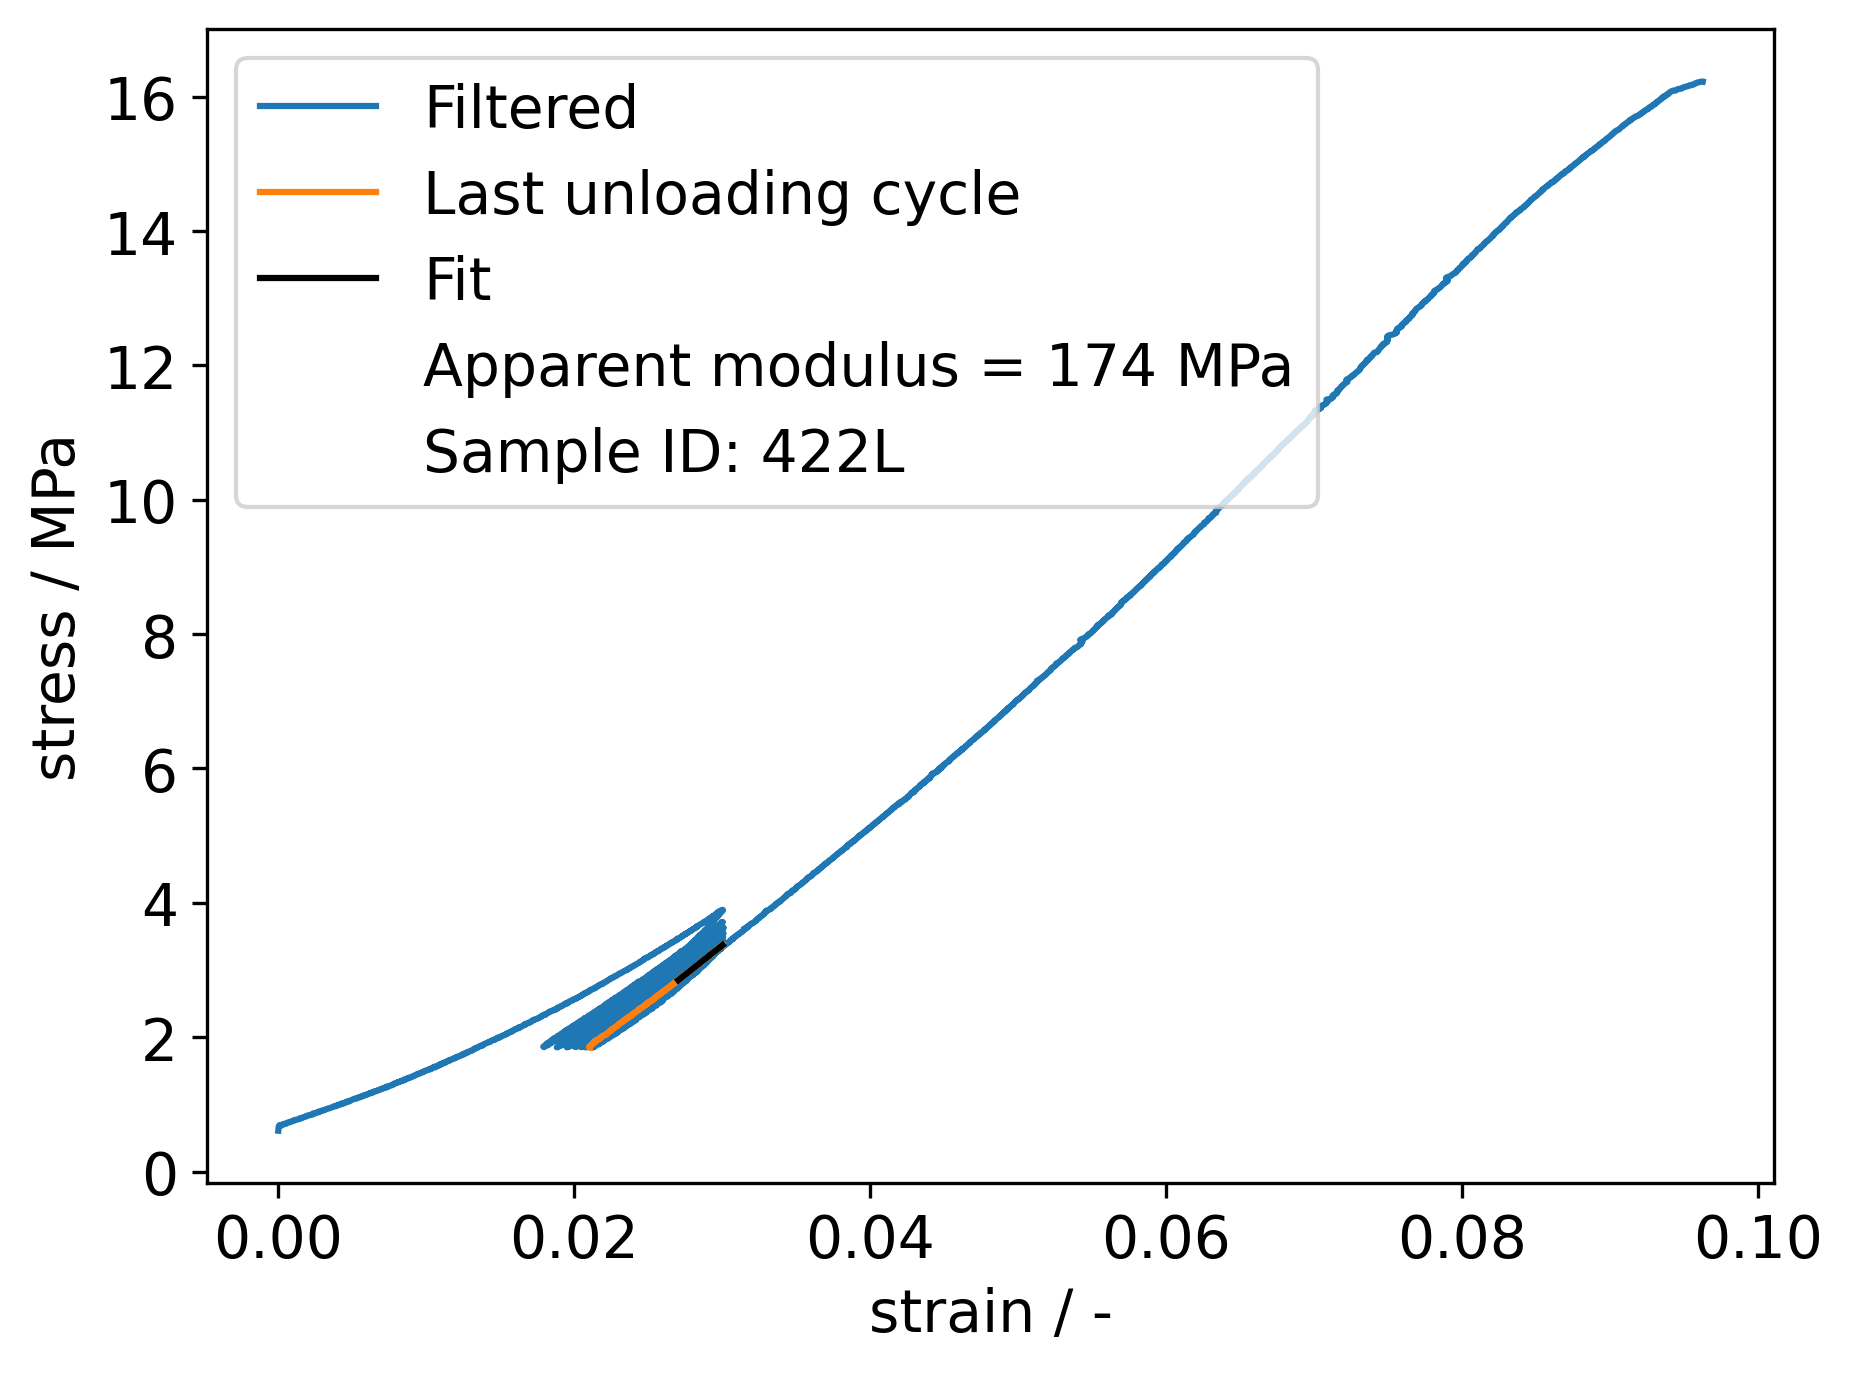 Filtered
Last unloading cycle
Fit
Apparent modulus = 174 MPa
Sample ID: 422L
stress / MPa
16
14
12
10
8
6
4
2
0
0.00 0.02 0.04 0.06 0.08 0.10
strain / -